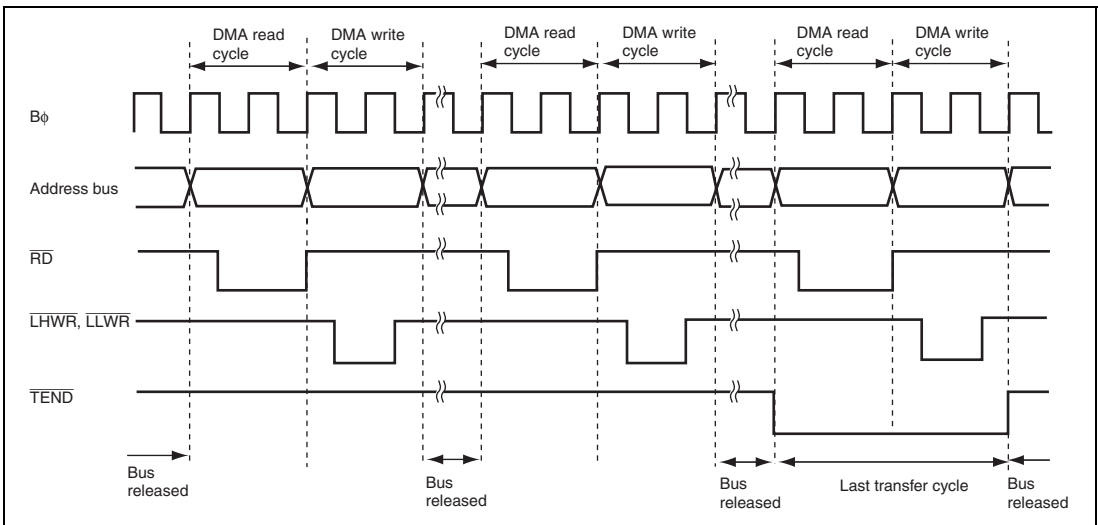 DMA read cycle
DMA write cycle
DMA read cycle
DMA write cycle
DMA read cycle
DMA write cycle
Bϕ
Address bus
RD
LHWR, LLWR
TEND
Bus released
Bus released
Bus released
Last transfer cycle
Bus released